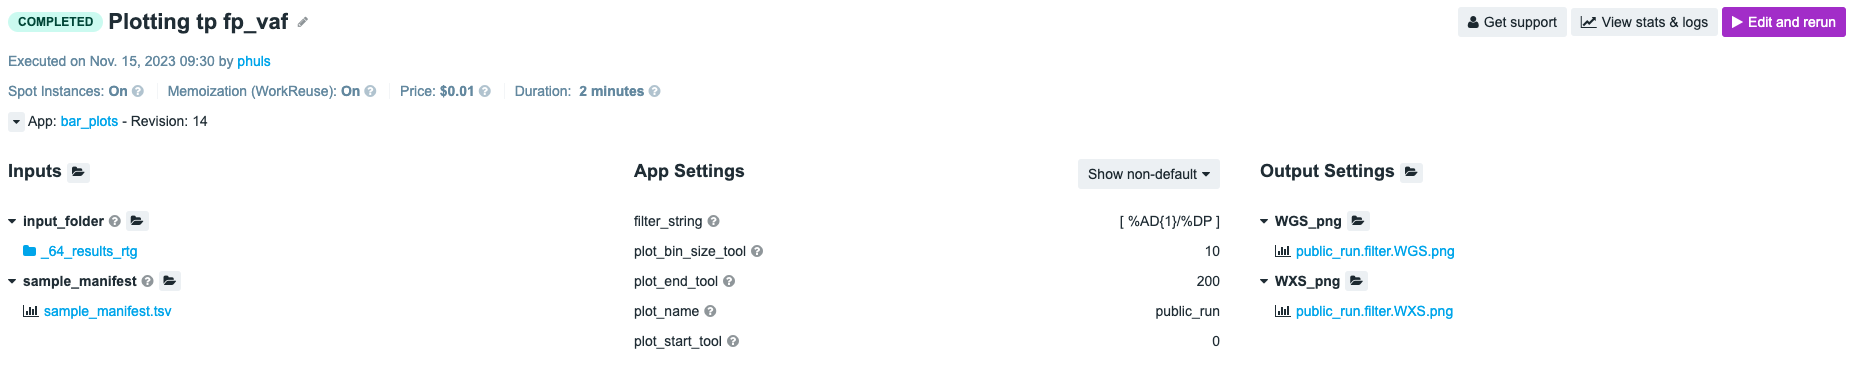 COMPLETED Plotting tp fp_vaf
Get support View stats & logs Edit and rerun
Executed on Nov. 15, 2023 09:30 by phuls
Spot Instances: On Memoization (WorkReuse): On Price: $0.01 Duration: 2 minutes
App: bar_plots - Revision: 14
Inputs
input_folder
_64_results_rtg
sample_manifest
sample_manifest.tsv
App Settings Show non-default
filter_string [ %AD{1}/%DP ]
plot_bin_size_tool 10
plot_end_tool 200
plot_name public_run
plot_start_tool 0
Output Settings
WGS_png
public_run.filter.WGS.png
WXS_png
public_run.filter.WXS.png